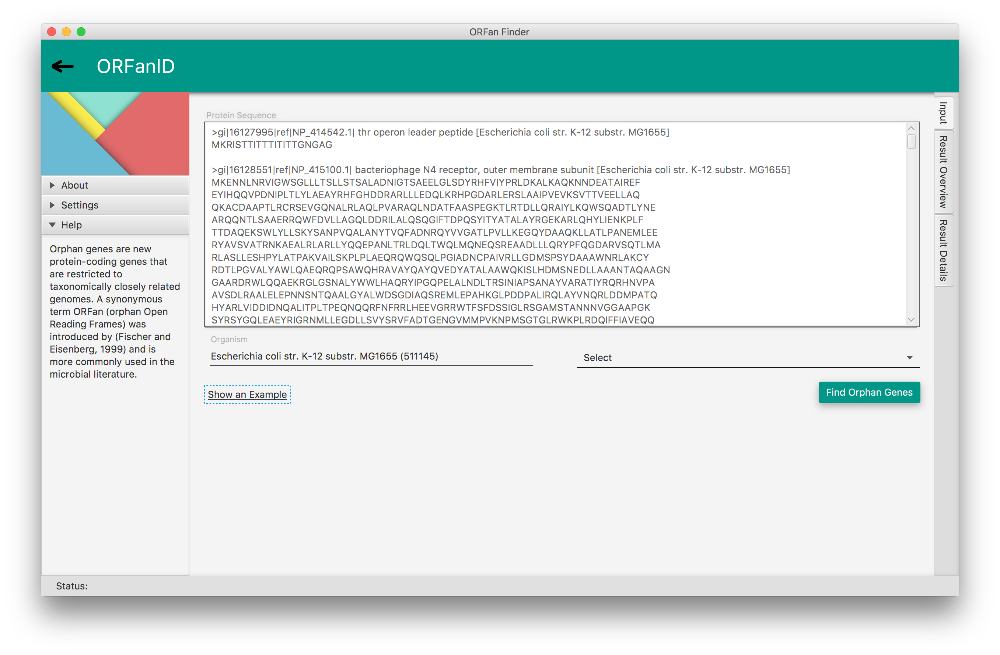 ORFan Finder
ORFanID
About
Settings
Help
Orphan genes are new
protein-coding genes that
are restricted to
taxonomically closely related
genomes. A synonymous
term ORFan (orphan Open
Reading Frames) was
introduced by (Fischer and
Eisenberg, 1999) and is
more commonly used in the
microbial literature.
Protein Sequence
>gi|16127995|ref|NP_414542.1| thr operon leader peptide [Escherichia coli str. K-12 substr. MG1655]
MKRISTTITTTITITTGNGAG
>gi|16128551|ref|NP_415100.1| bacteriophage N4 receptor, outer membrane subunit [Escherichia coli str. K-12 substr. MG1655]
MKENNLNRVIGWSGLLLTSLLSTSALADNIGTSAEELGLSDYRHFVIYPRLDKALKAQKNNDEATAIREF
EYIHQQVPDNIPLTLYLAEAYRHFGHDDRARLLLEDQLKRHPGDARLERSLAAIPVEVKSVTTVEELLAQ
QKACDAAPTLRCRSEVGQNALRLAQLPVARAQLNDATFAASPEGKTLRTDLLQRAIYLKQWSQADTLYNE
ARQQNTLSAAERRQWFDVLLAGQLDDRILALQSQGIFTDPQSYITYATALAYRGEKARLQHYLIENKPLF
TTDAQEKSWLYLLSKYSANPVQALANYTVQFADNRQYVVGATLPVLLKEGQYDAAQKLLATLPANEMLEE
RYAVSVATRNKAEALRLARLLYQQEPANLTRLDQLTWQLMQNEQSREAADLLLQRYPFQGDARVSQTLMA
RLASLLESHPYLATPAKVAILSKPLPLAEQRQWQSQLPGIADNCPAIVRLLGDMSPSYDAAAWNRLAKCY
RDTLPGVALYAWLQAEQRQPSAWQHRAVAYQAYQVEDYATALAAWQKISLHDMSNEDLLAAANTAQAAGN
GAARDRWLQQAEKRGLGSNALYWWLHAQRYIPGQPELALNDLTRSINIAPSANAYVARATIYRQRHNVPA
AVSDLRAALELEPNNSNTQAALGYALWDSGDIAQSREMLEPAHKGLPDDPALIRQLAYVNQRLDDMPATQ
HYARLVIDDIDNQALITPLTPEQNQQRFNFRRLHEEVGRRWTFSFDSSIGLRSGAMSTANNNVGGAAPGK
SYRSYGQLEAEYRIGRNMLLEGDLLSVYSRVFADTGENGVMMPVKNPMSGTGLRWKPLRDQIFFIAVEQQ
Organism
Escherichia coli str. K-12 substr. MG1655 (511145)
Select
Show an Example
Find Orphan Genes
Input
Result Overview
Result Details
Status: